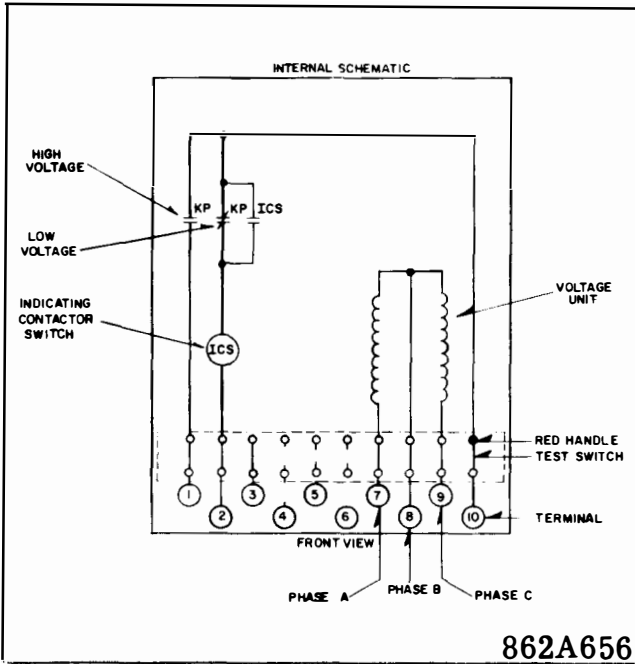 INTERNAL SCHEMATIC
HIGH
VOLTAGE
KP
KP
ICS
LOW
VOLTAGE
INDICATING
CONTACTOR
SWITCH
ICS
VOLTAGE
UNIT
RED HANDLE
TEST SWITCH
1
2
3
4
5
6
7
8
9
10
TERMINAL
FRONT VIEW
PHASE A
PHASE B
PHASE C
862A656